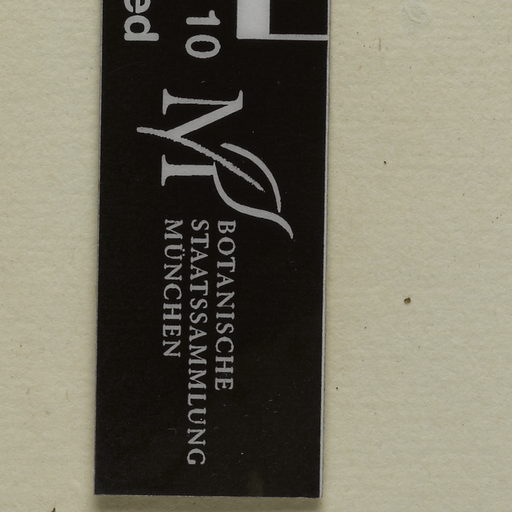 10
ed
BOTANISCHE
STAATSSAMMLUNG
MÜNCHEN